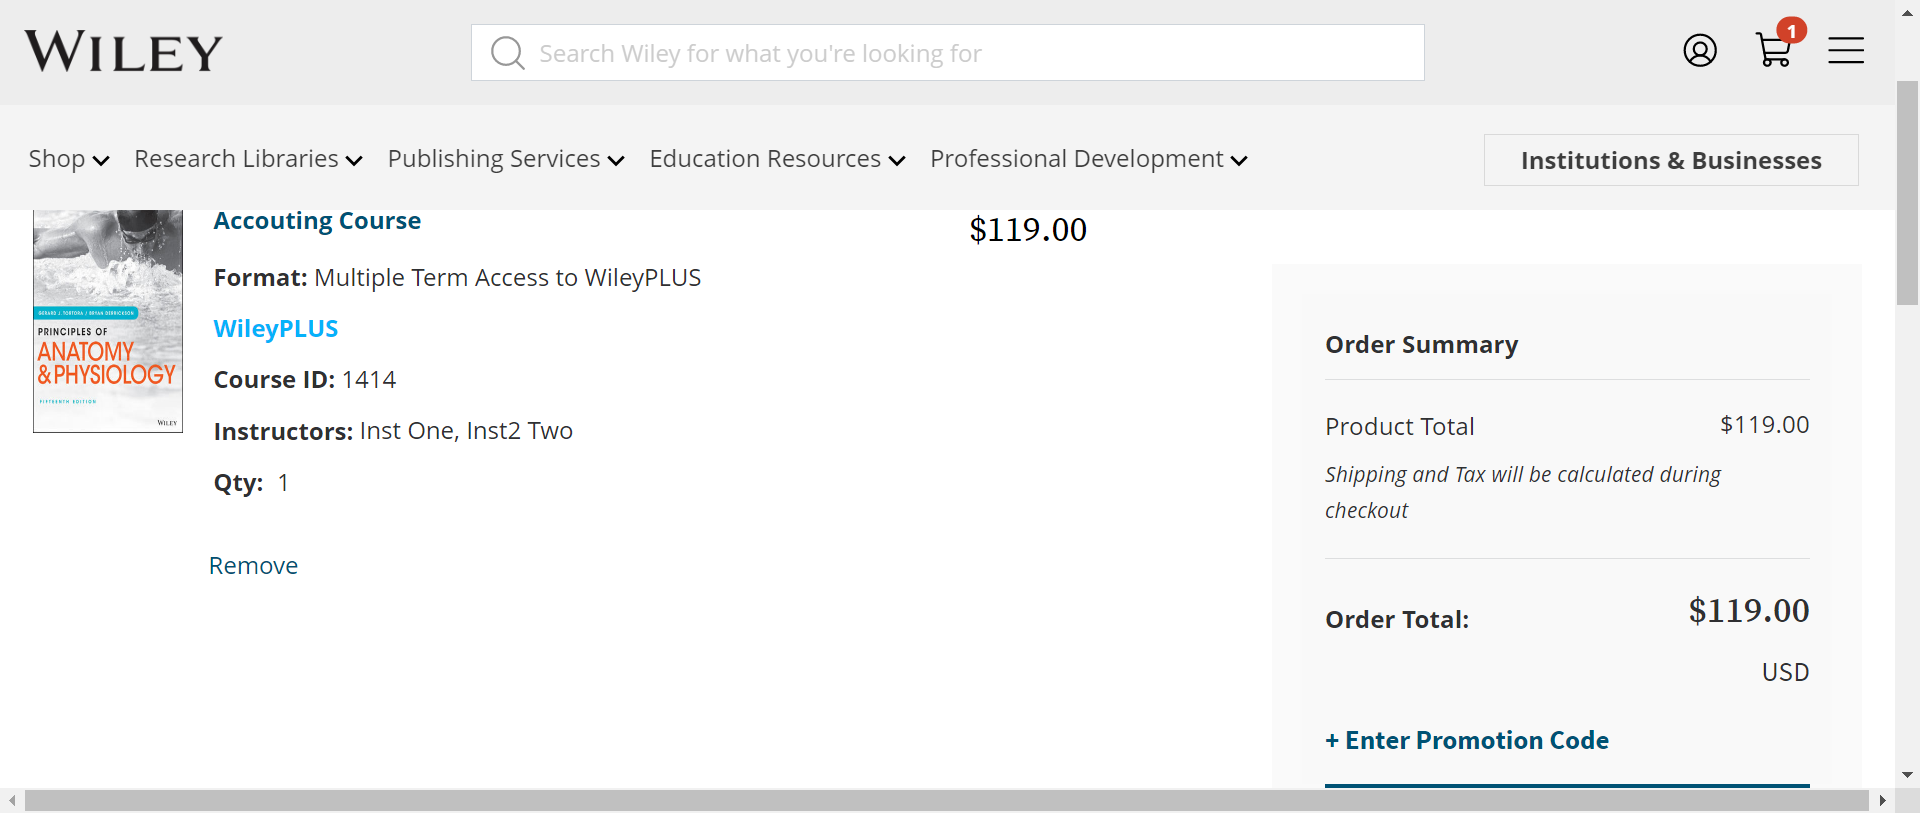 WILEY
Search Wiley for what you're looking for
1
Shop
Research Libraries
Publishing Services
Education Resources
Professional Development
Institutions & Businesses
GERARD J. TORTORA / BRYAN DERRICKSON
PRINCIPLES OF
ANATOMY
& PHYSIOLOGY
FIFTEENTH EDITION
WILEY
Accouting Course
$119.00
Format: Multiple Term Access to WileyPLUS
WileyPLUS
Course ID: 1414
Instructors: Inst One, Inst2 Two
Qty: 1
Remove
Order Summary
Product Total $119.00
Shipping and Tax will be calculated during
checkout
Order Total: $119.00
USD
+ Enter Promotion Code